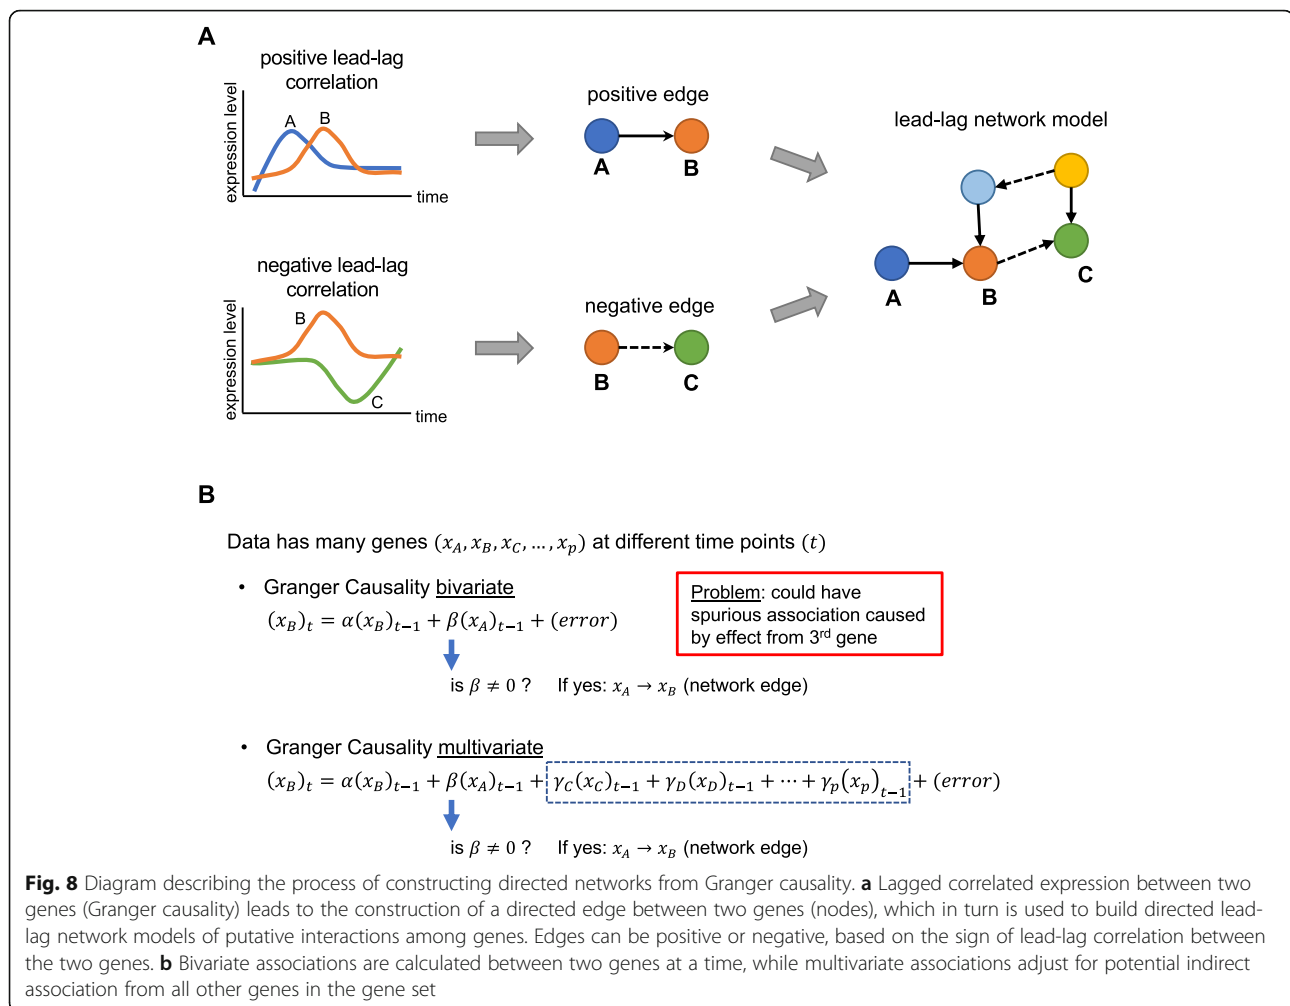 A
positive lead-lag
correlation
expression level
A
B
time
positive edge
A
B
negative lead-lag
correlation
expression level
B
C
time
negative edge
B
C
lead-lag network model
A
B
C
B
Data has many genes (x_A, x_B, x_C, …, x_p) at different time points (t)
• Granger Causality bivariate
(x_B)_t = α(x_B)_{t−1} + β(x_A)_{t−1} + (error)
is β ≠ 0 ? If yes: x_A → x_B (network edge)
Problem: could have
spurious association caused
by effect from 3rd gene
• Granger Causality multivariate
(x_B)_t = α(x_B)_{t−1} + β(x_A)_{t−1} + γ_C(x_C)_{t−1} + γ_D(x_D)_{t−1} + ⋯ + γ_p(x_p)_{t−1} + (error)
is β ≠ 0 ? If yes: x_A → x_B (network edge)
Fig. 8 Diagram describing the process of constructing directed networks from Granger causality. a Lagged correlated expression between two
genes (Granger causality) leads to the construction of a directed edge between two genes (nodes), which in turn is used to build directed lead-
lag network models of putative interactions among genes. Edges can be positive or negative, based on the sign of lead-lag correlation between
the two genes. b Bivariate associations are calculated between two genes at a time, while multivariate associations adjust for potential indirect
association from all other genes in the gene set